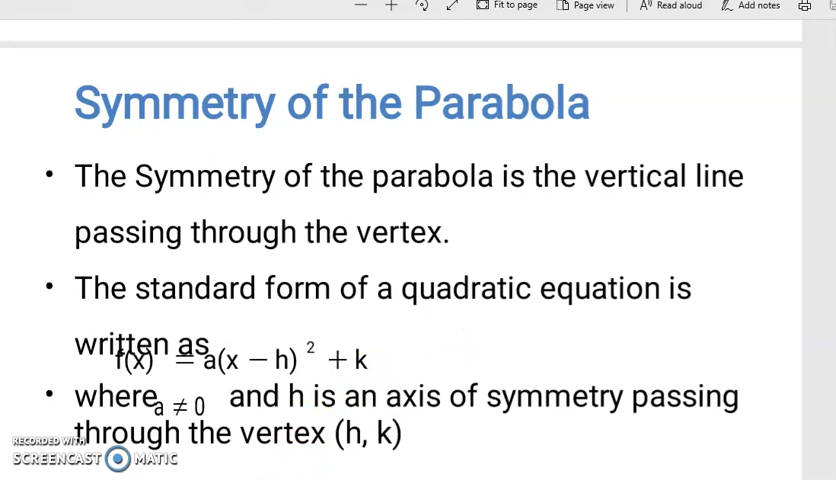 Fit to page Page view Read aloud Add notes
Symmetry of the Parabola
• The Symmetry of the parabola is the vertical line
passing through the vertex.
• The standard form of a quadratic equation is
written as
f(x) = a(x − h)² + k
• where a ≠ 0 and h is an axis of symmetry passing
through the vertex (h, k)
RECORDED WITH
SCREENCAST MATIC